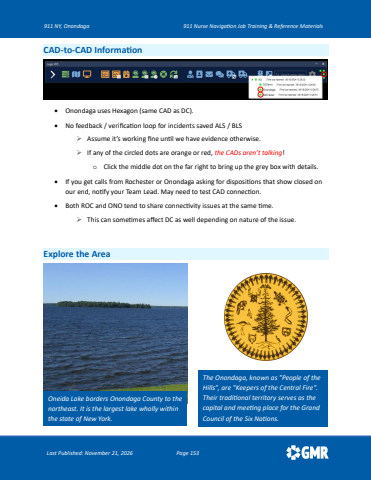 911 NY, Onondaga
911 Nurse Navigation Job Training & Reference Materials
CAD-to-CAD Information
• Onondaga uses Hexagon (same CAD as DC).
• No feedback / verification loop for incidents saved ALS / BLS
➢ Assume it's working fine until we have evidence otherwise.
➢ If any of the circled dots are orange or red, the CADs aren't talking!
o Click the middle dot on the far right to bring up the grey box with details.
• If you get calls from Rochester or Onondaga asking for dispositions that show closed on
our end, notify your Team Lead. May need to test CAD connection.
• Both ROC and ONO tend to share connectivity issues at the same time.
➢ This can sometimes affect DC as well depending on nature of the issue.
Explore the Area
Oneida Lake borders Onondaga County to the
northeast. It is the largest lake wholly within
the state of New York.
The Onondaga, known as "People of the
Hills", are "Keepers of the Central Fire".
Their traditional territory serves as the
capital and meeting place for the Grand
Council of the Six Nations.
Last Published: November 21, 2026
Page 153
GMR